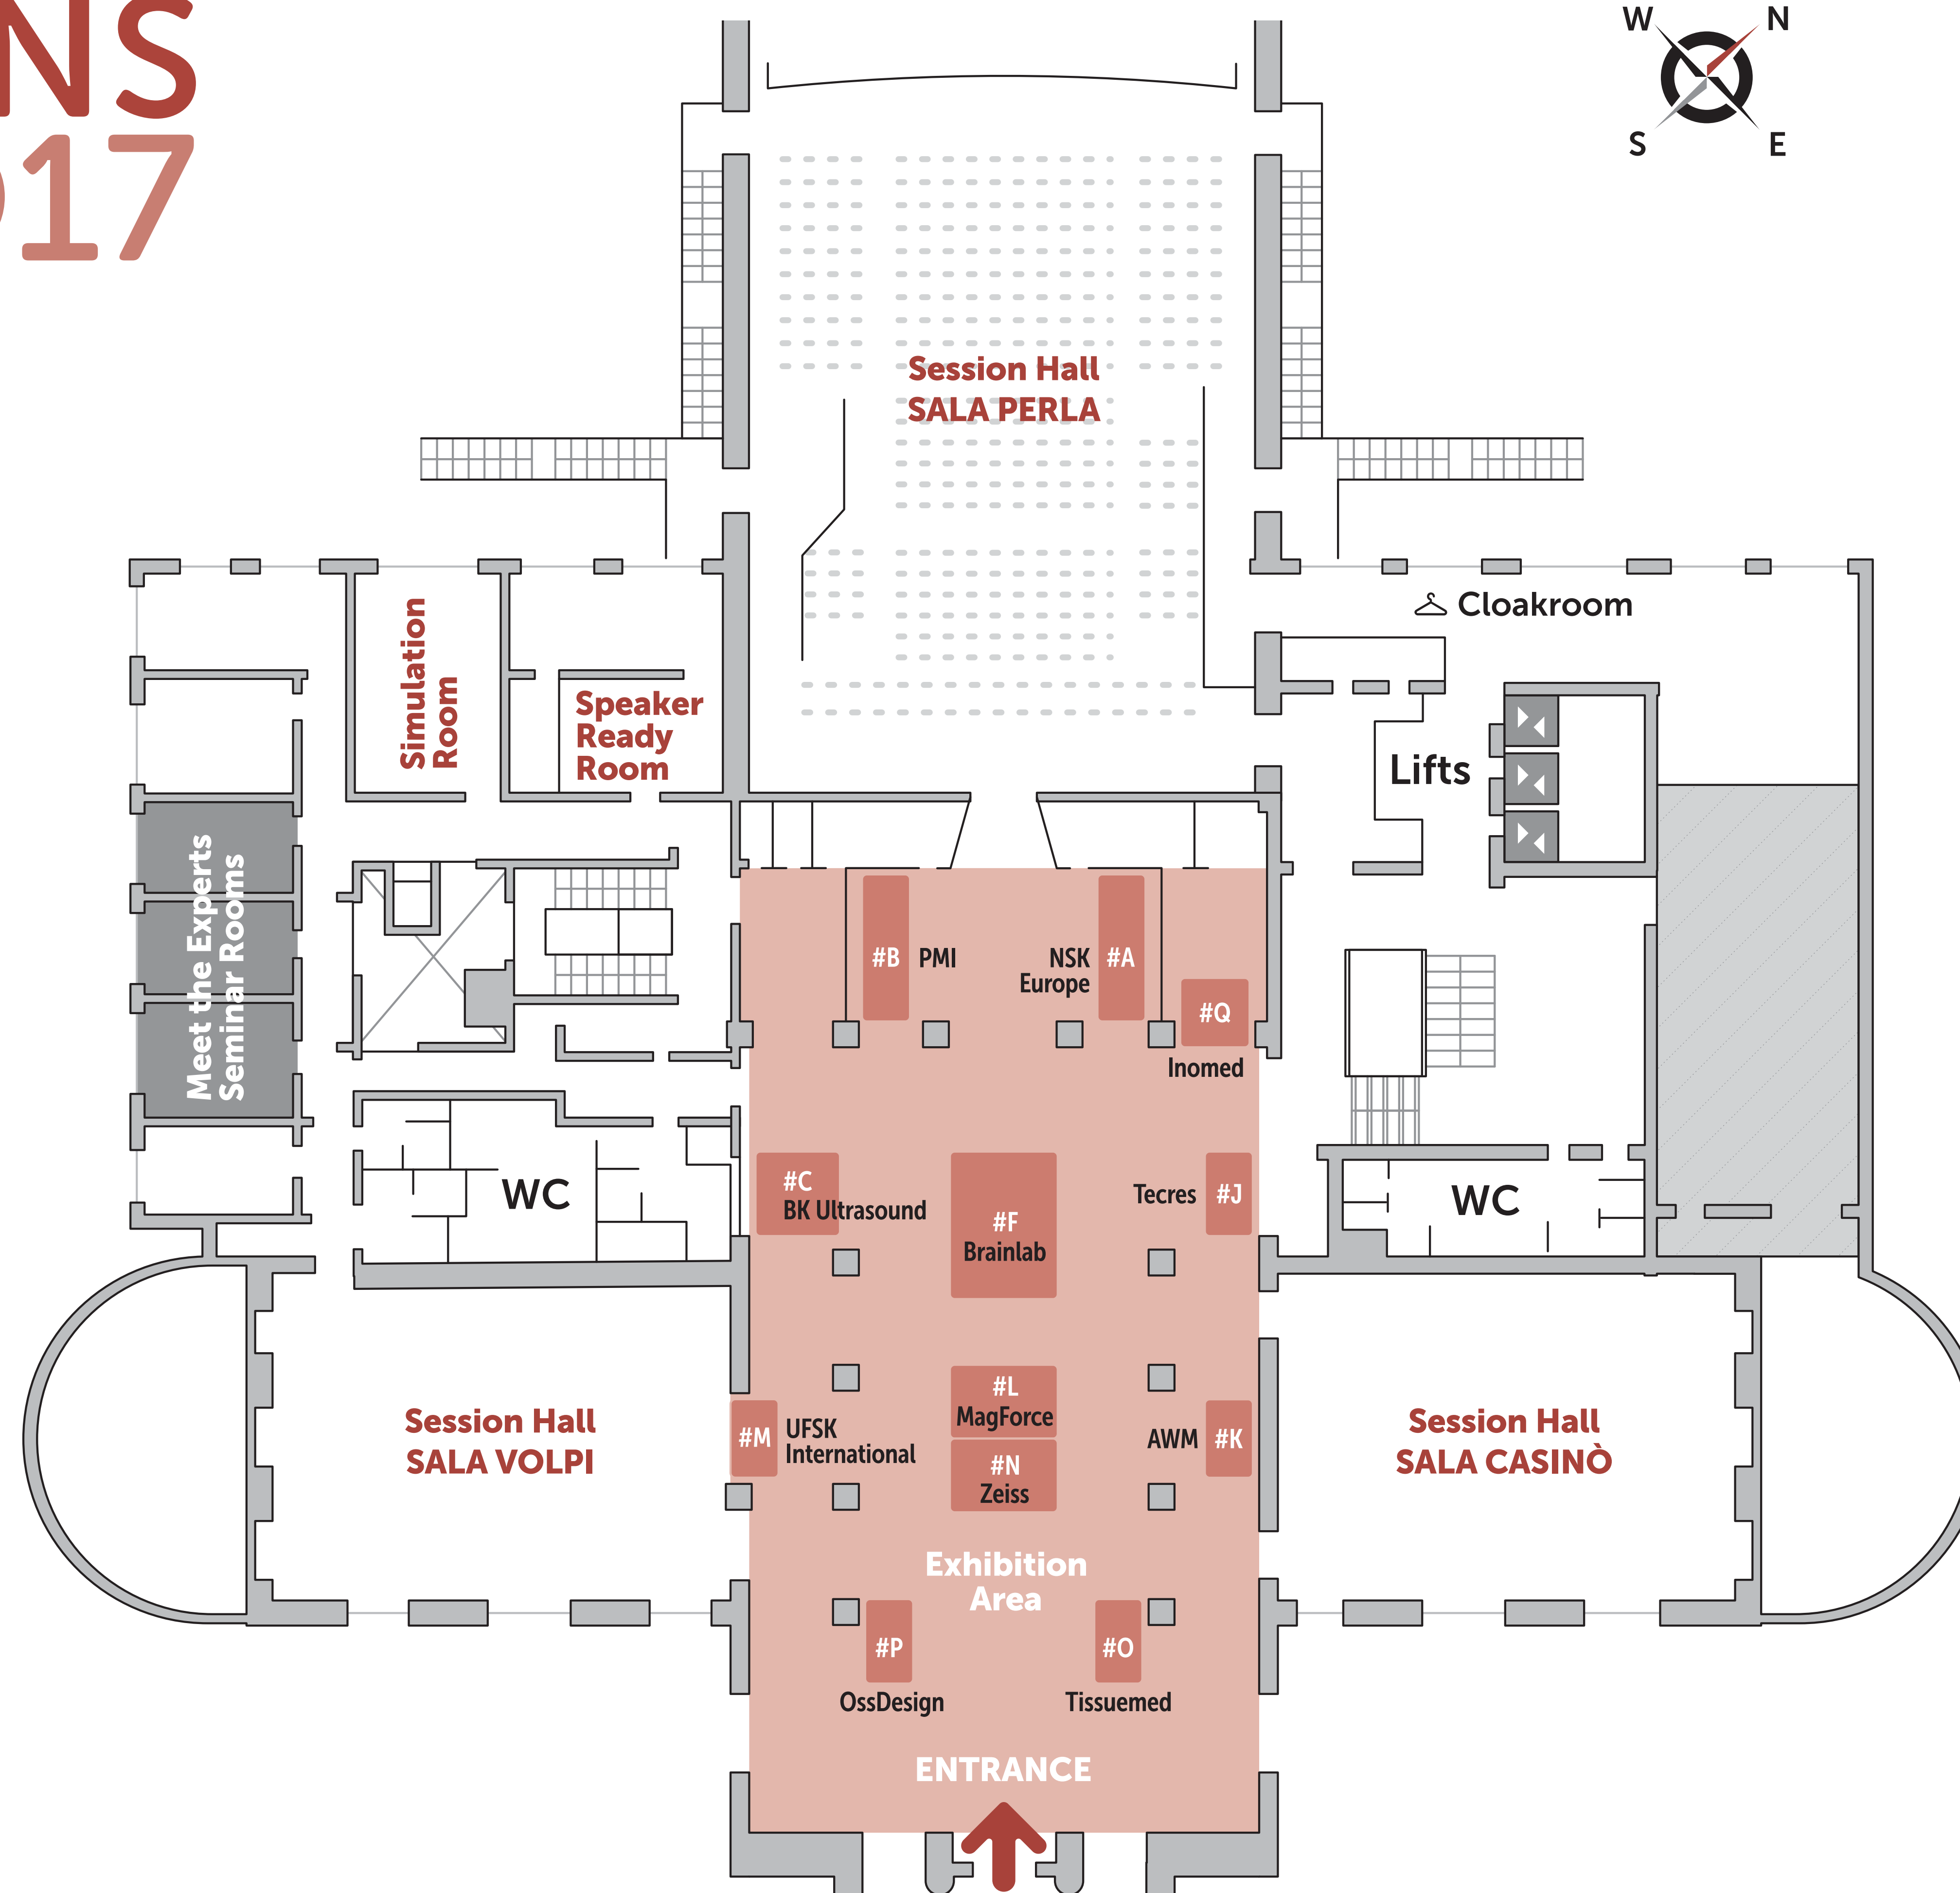 NS
017
W
N
S
E
Session Hall
SALA PERLA
Cloakroom
Simulation
Room
Speaker
Ready
Room
Lifts
Meet the Experts
Seminar Rooms
#B
PMI
NSK
Europe
#A
#Q
Inomed
WC
#C
BK Ultrasound
#F
Brainlab
Tecres
#J
WC
Session Hall
SALA VOLPI
#M
UFSK
International
#L
MagForce
#N
Zeiss
AWM
#K
Session Hall
SALA CASINÒ
Exhibition
Area
#P
OssDesign
#O
Tissuemed
ENTRANCE